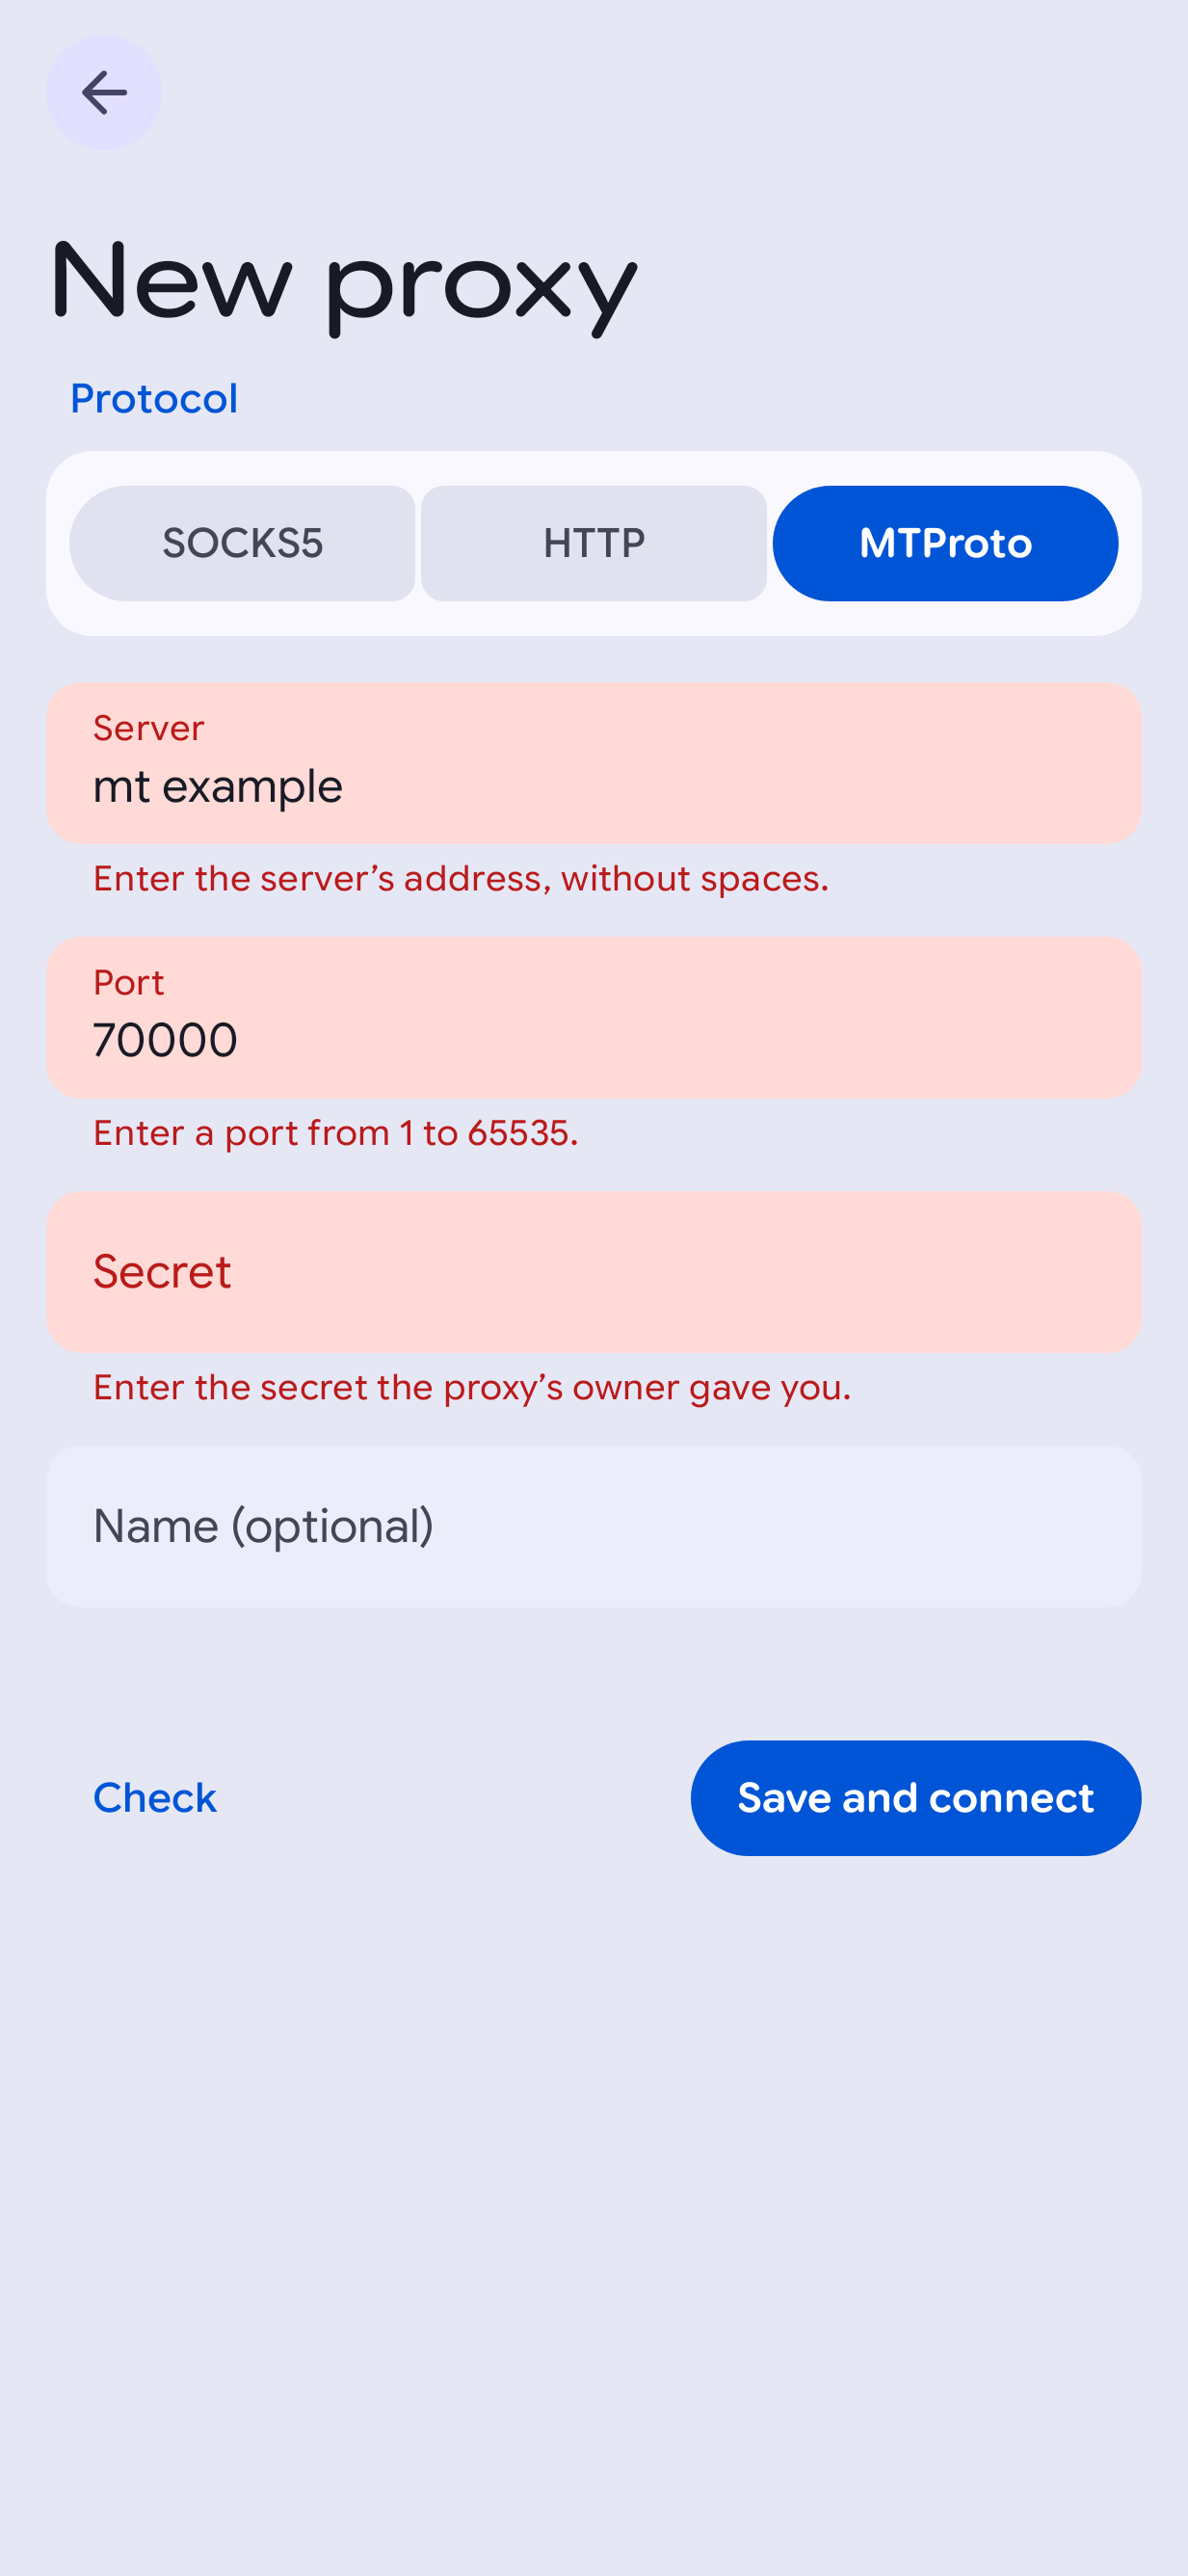 New proxy
Protocol
SOCKS5 HTTP MTProto
Server
mt example
Enter the server’s address, without spaces.
Port
70000
Enter a port from 1 to 65535.
Secret
Enter the secret the proxy’s owner gave you.
Name (optional)
Check Save and connect